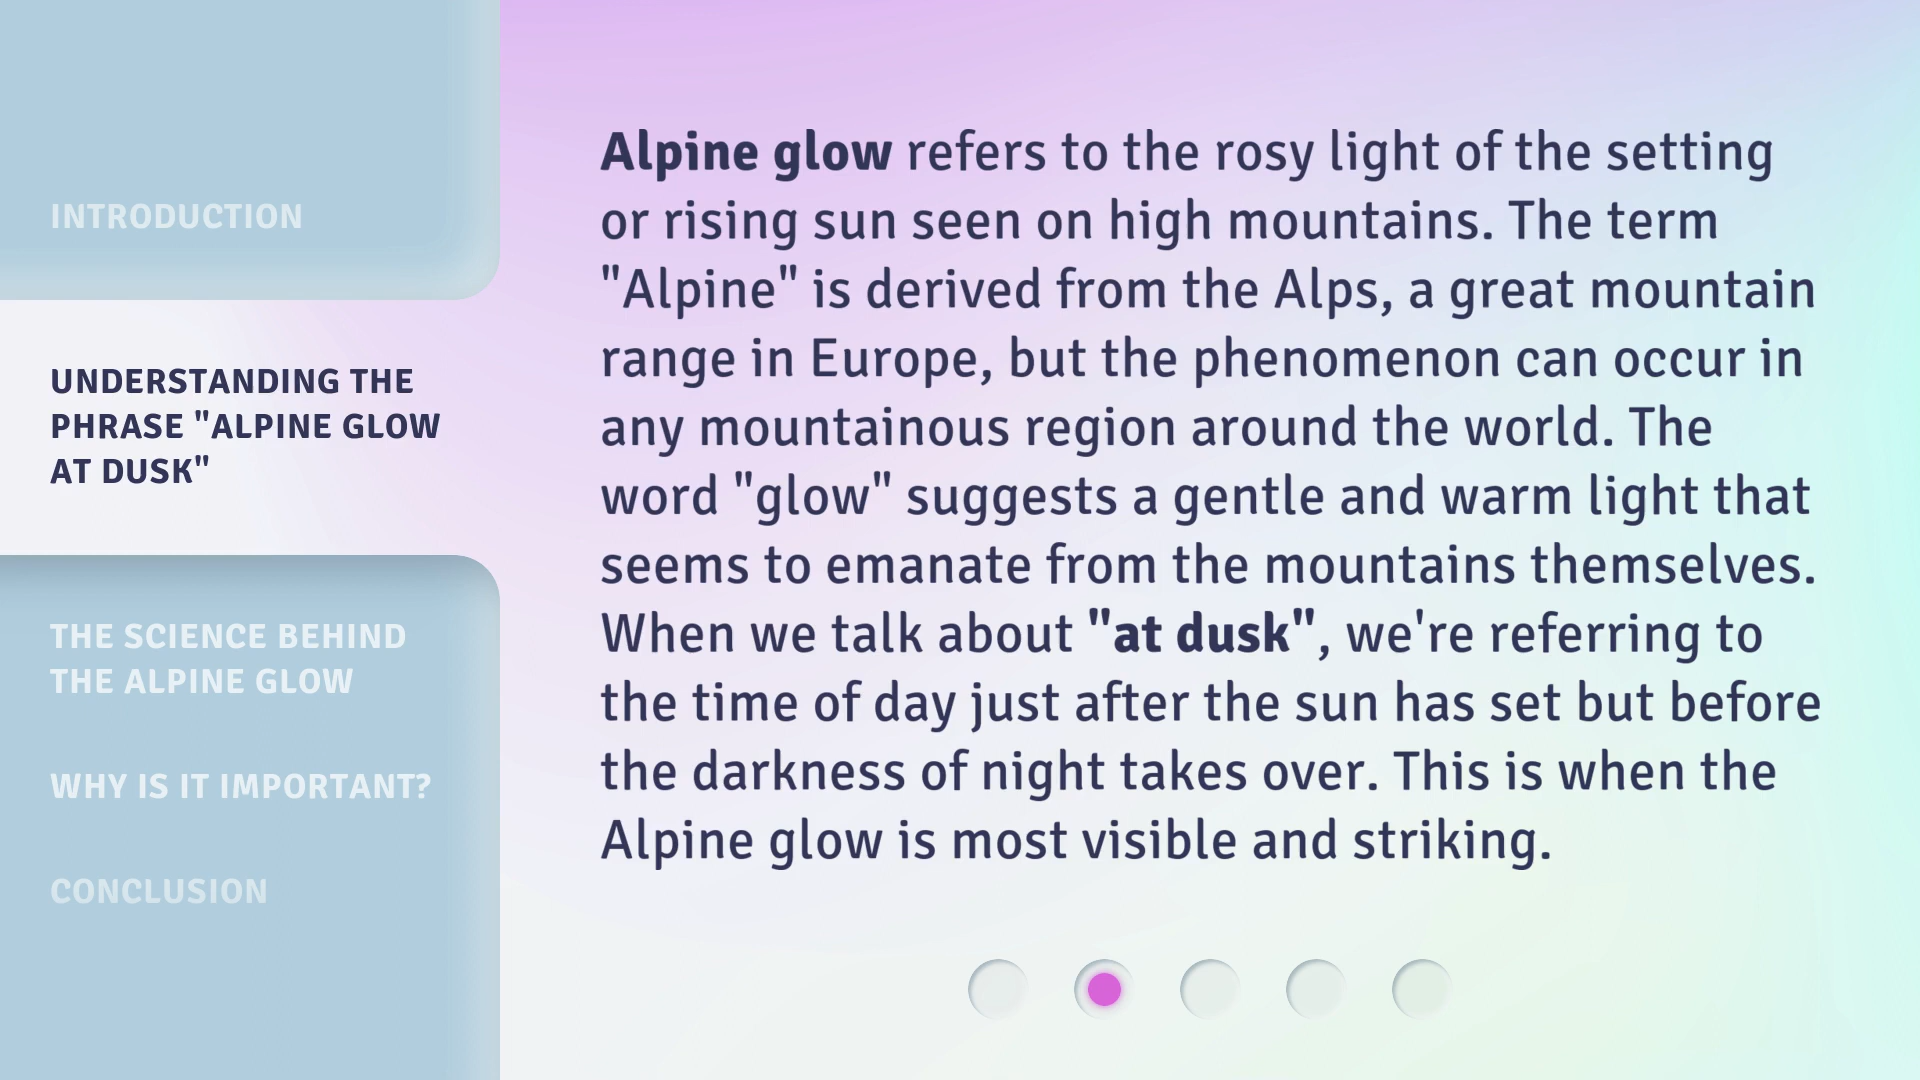 INTRODUCTION
UNDERSTANDING THE
PHRASE "ALPINE GLOW
AT DUSK"
THE SCIENCE BEHIND
THE ALPINE GLOW
WHY IS IT IMPORTANT?
CONCLUSION
Alpine glow refers to the rosy light of the setting
or rising sun seen on high mountains. The term
"Alpine" is derived from the Alps, a great mountain
range in Europe, but the phenomenon can occur in
any mountainous region around the world. The
word "glow" suggests a gentle and warm light that
seems to emanate from the mountains themselves.
When we talk about "at dusk", we're referring to
the time of day just after the sun has set but before
the darkness of night takes over. This is when the
Alpine glow is most visible and striking.